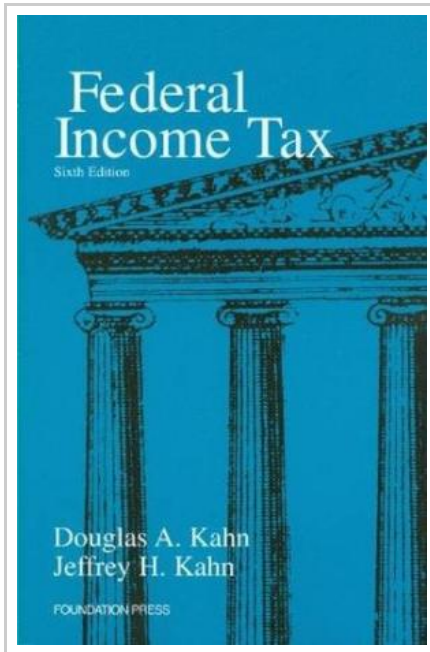 Federal
Income Tax
Sixth Edition
Douglas A. Kahn
Jeffrey H. Kahn
FOUNDATION PRESS